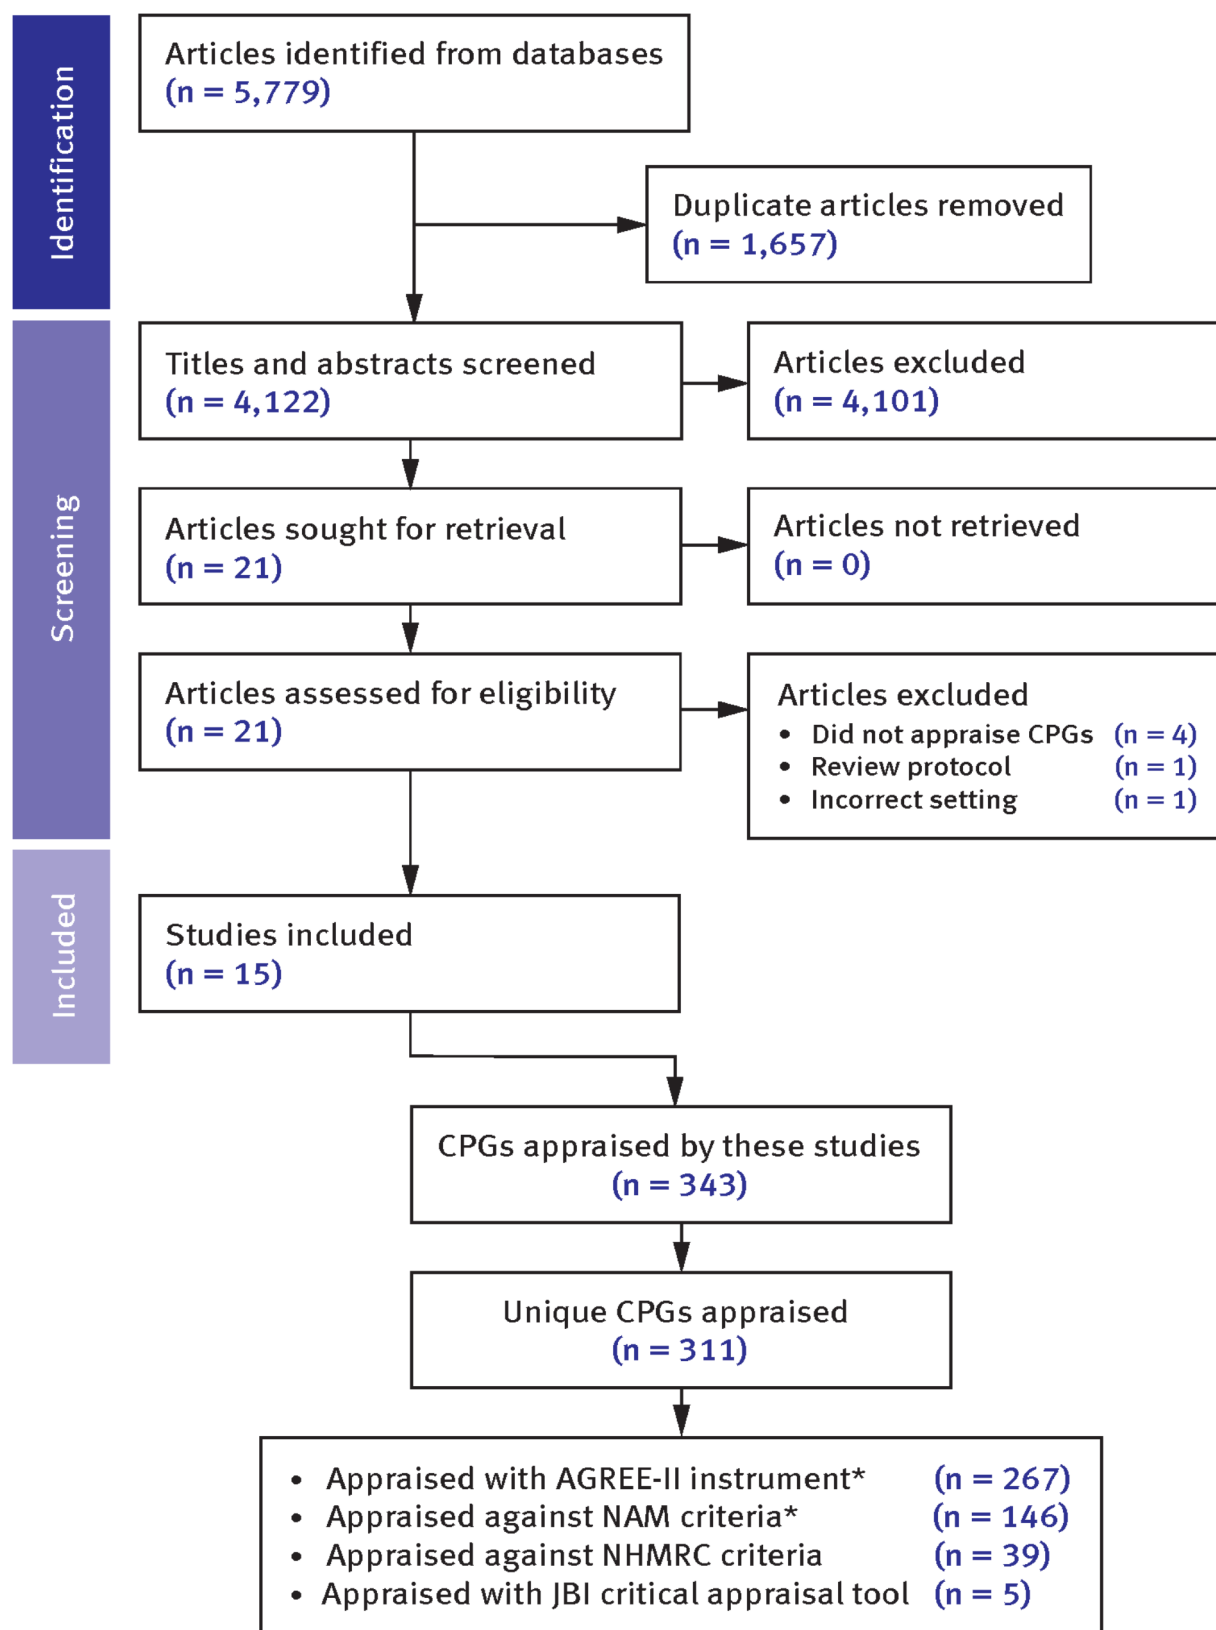 Identification
Articles identified from databases
(n = 5,779)
Duplicate articles removed
(n = 1,657)
Screening
Titles and abstracts screened
(n = 4,122)
Articles excluded
(n = 4,101)
Articles sought for retrieval
(n = 21)
Articles not retrieved
(n = 0)
Articles assessed for eligibility
(n = 21)
Articles excluded
• Did not appraise CPGs (n = 4)
• Review protocol (n = 1)
• Incorrect setting (n = 1)
Included
Studies included
(n = 15)
CPGs appraised by these studies
(n = 343)
Unique CPGs appraised
(n = 311)
• Appraised with AGREE-II instrument* (n = 267)
• Appraised against NAM criteria* (n = 146)
• Appraised against NHMRC criteria (n = 39)
• Appraised with JBI critical appraisal tool (n = 5)